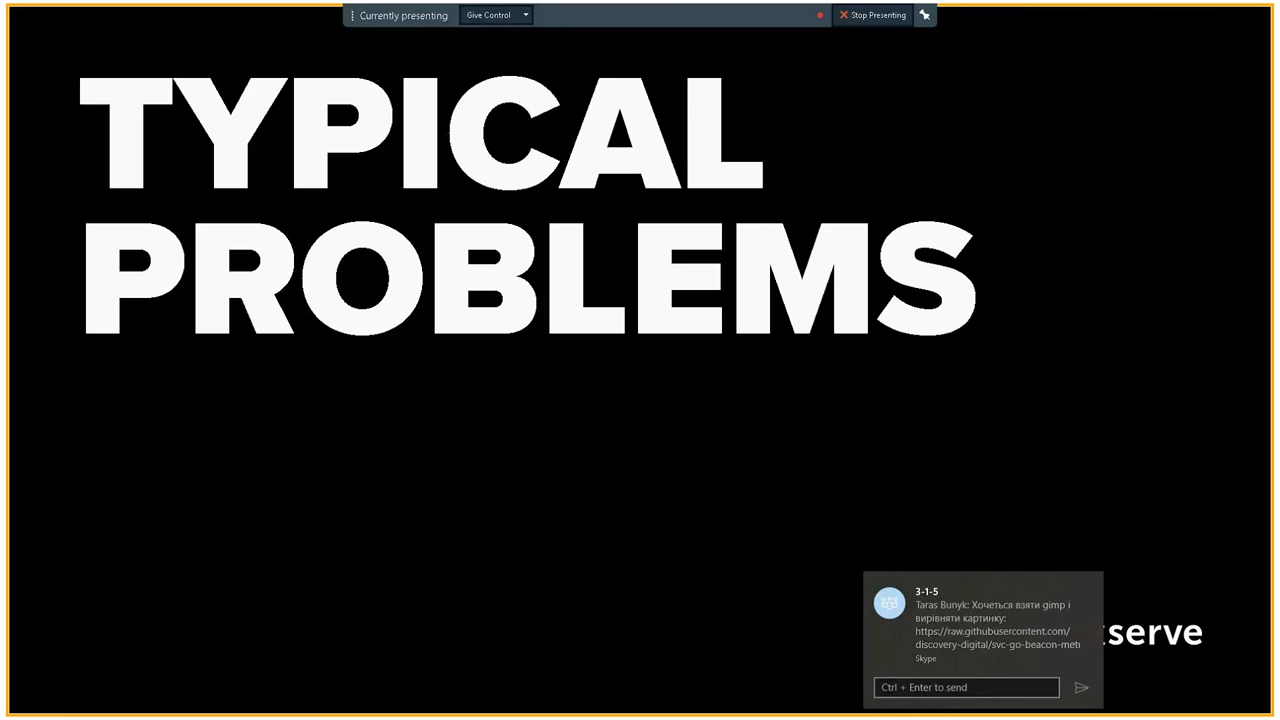 Currently presenting
Give Control
Stop Presenting
TYPICAL
PROBLEMS
3-1-5
Taras Bunyk: Хочеться взяти gimp і
вирівняти картинку:
https://raw.githubusercontent.com/
discovery-digital/svc-go-beacon-metr
Skype
serve
Ctrl + Enter to send